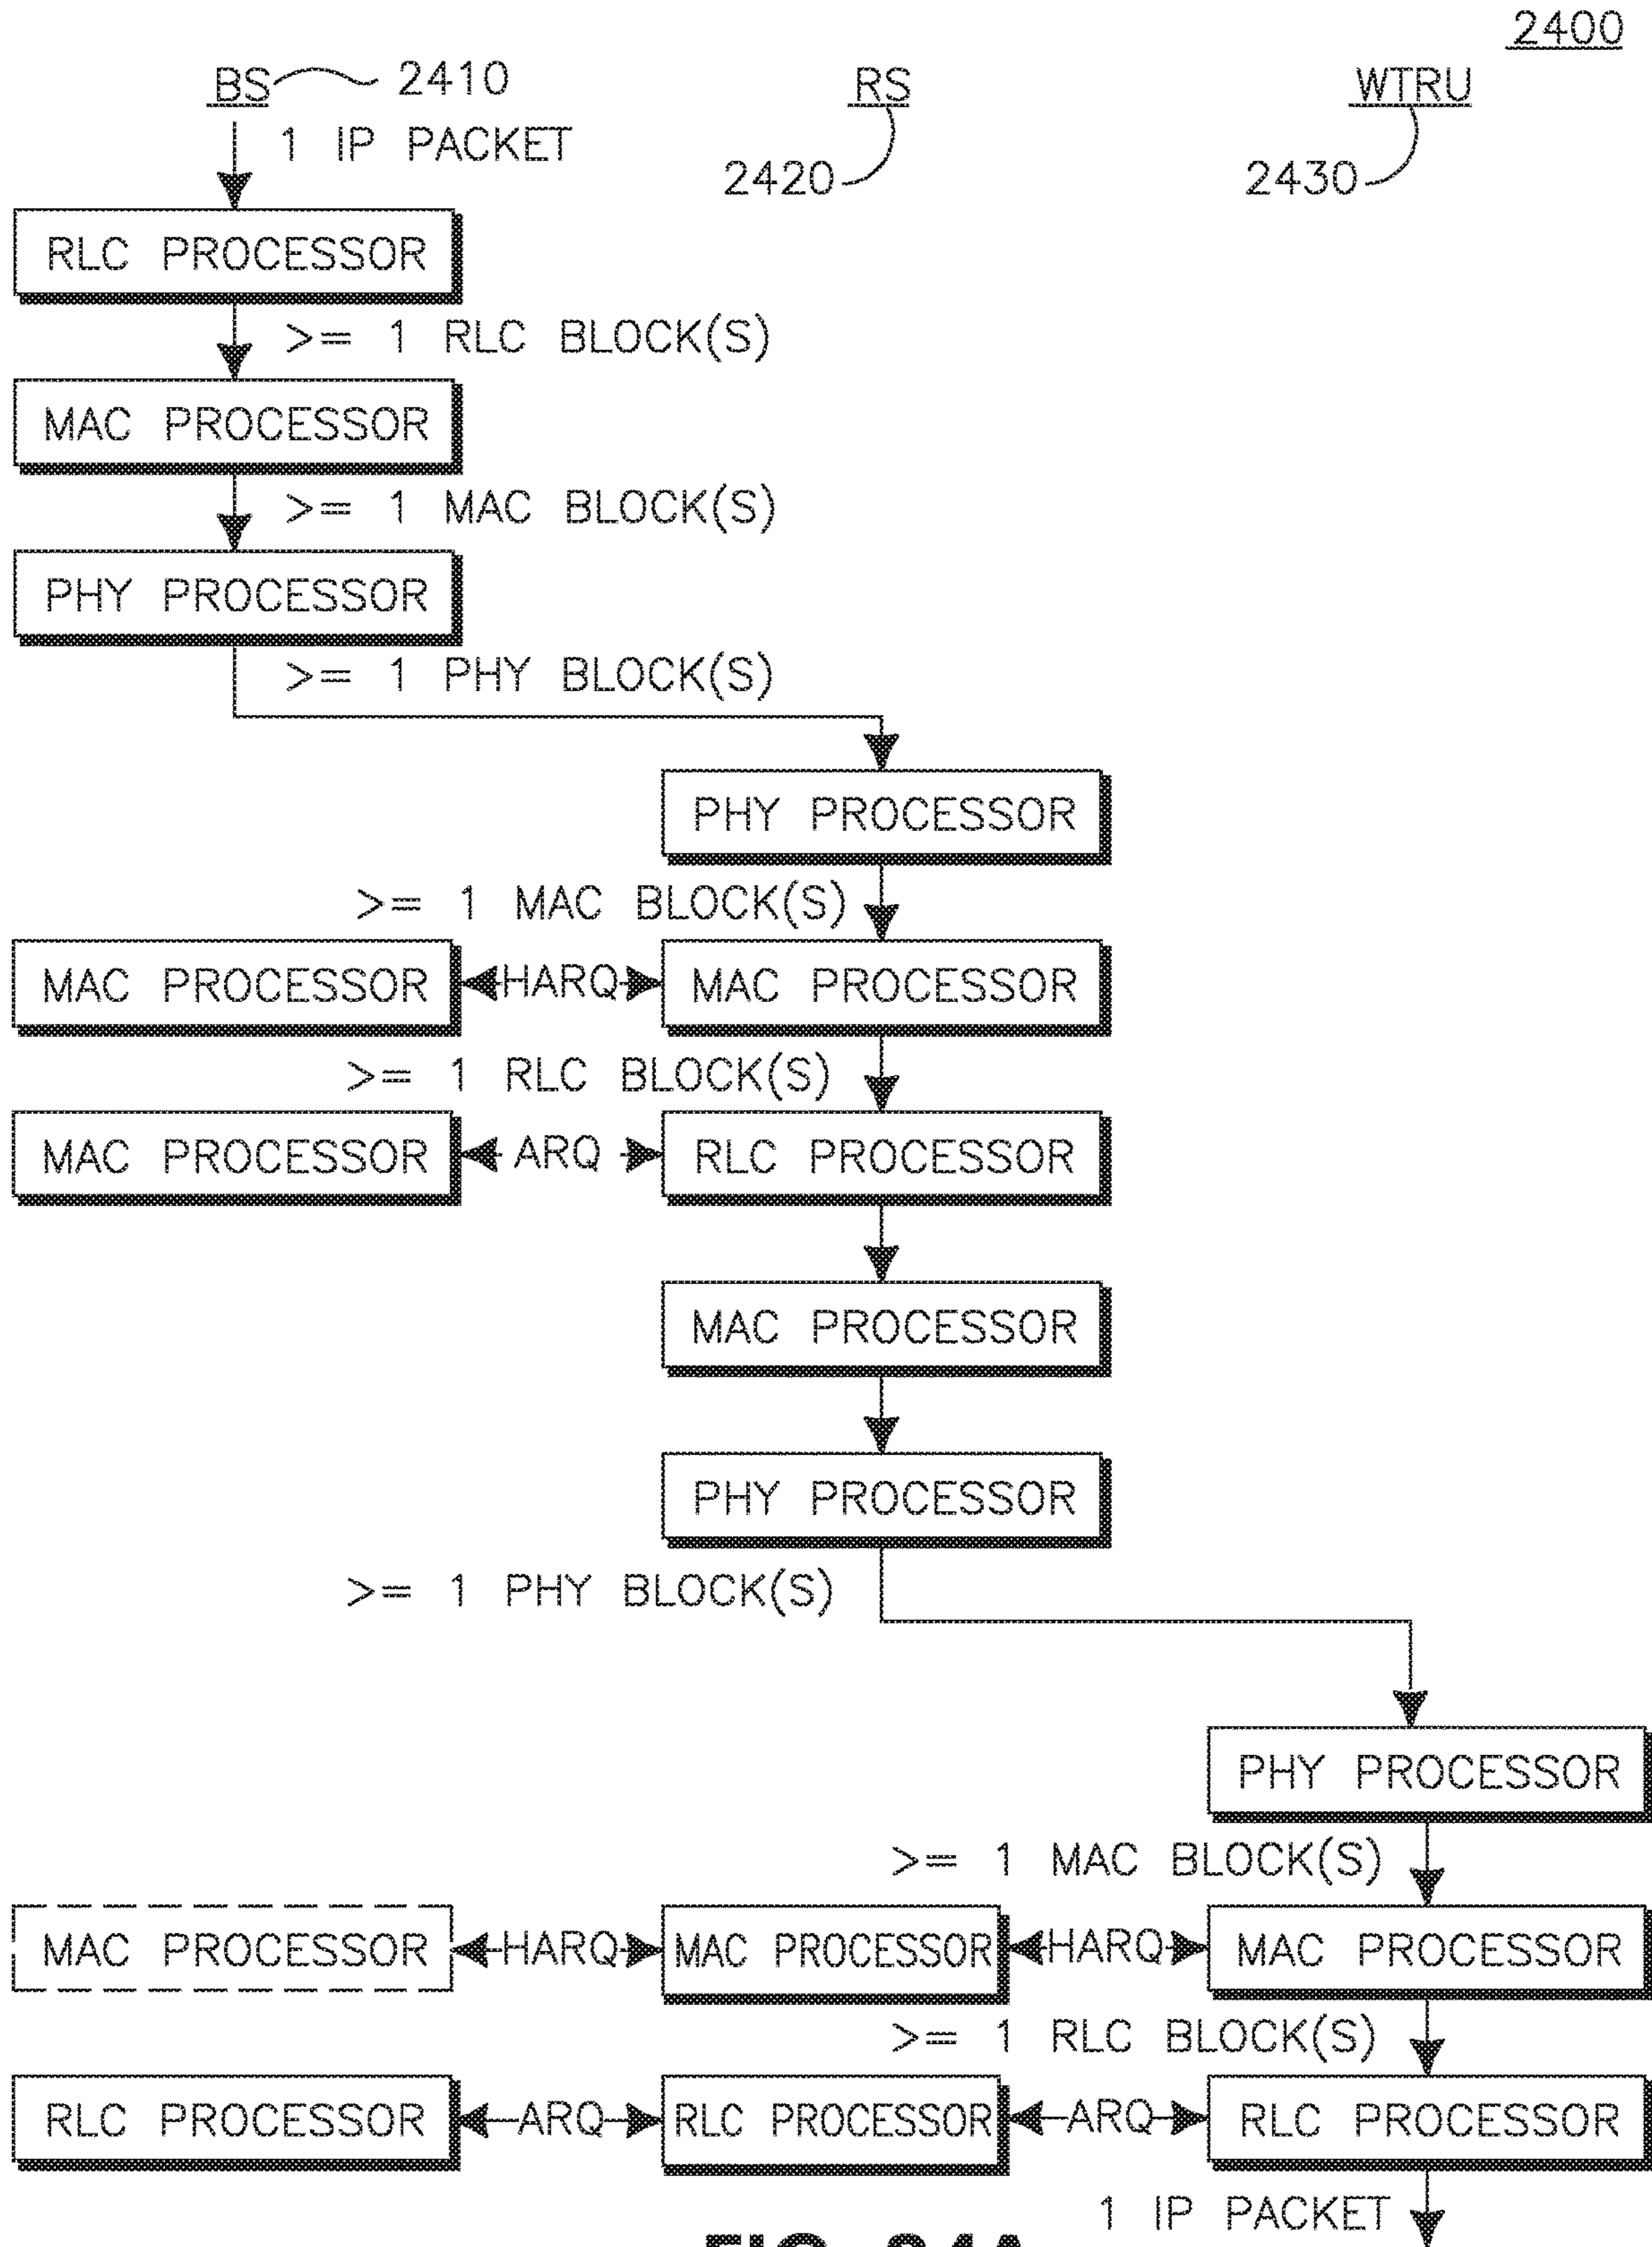 2400
BS 2410
RS
WTRU
1 IP PACKET
2420
2430
RLC PROCESSOR
>= 1 RLC BLOCK(S)
MAC PROCESSOR
>= 1 MAC BLOCK(S)
PHY PROCESSOR
>= 1 PHY BLOCK(S)
PHY PROCESSOR
>= 1 MAC BLOCK(S)
MAC PROCESSOR HARQ MAC PROCESSOR
>= 1 RLC BLOCK(S)
MAC PROCESSOR ARQ RLC PROCESSOR
MAC PROCESSOR
PHY PROCESSOR
>= 1 PHY BLOCK(S)
PHY PROCESSOR
>= 1 MAC BLOCK(S)
MAC PROCESSOR HARQ MAC PROCESSOR HARQ MAC PROCESSOR
>= 1 RLC BLOCK(S)
RLC PROCESSOR ARQ RLC PROCESSOR ARQ RLC PROCESSOR
1 IP PACKET